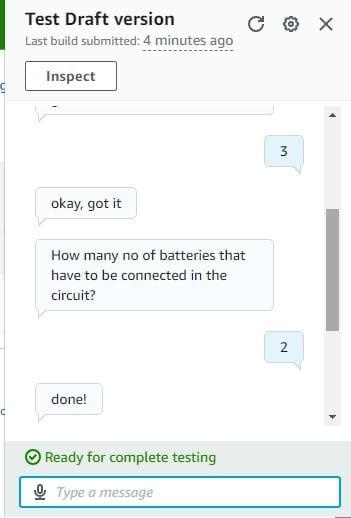 Test Draft version
Last build submitted: 4 minutes ago
Inspect
3
okay, got it
How many no of batteries that
have to be connected in the
circuit?
2
done!
Ready for complete testing
Type a message